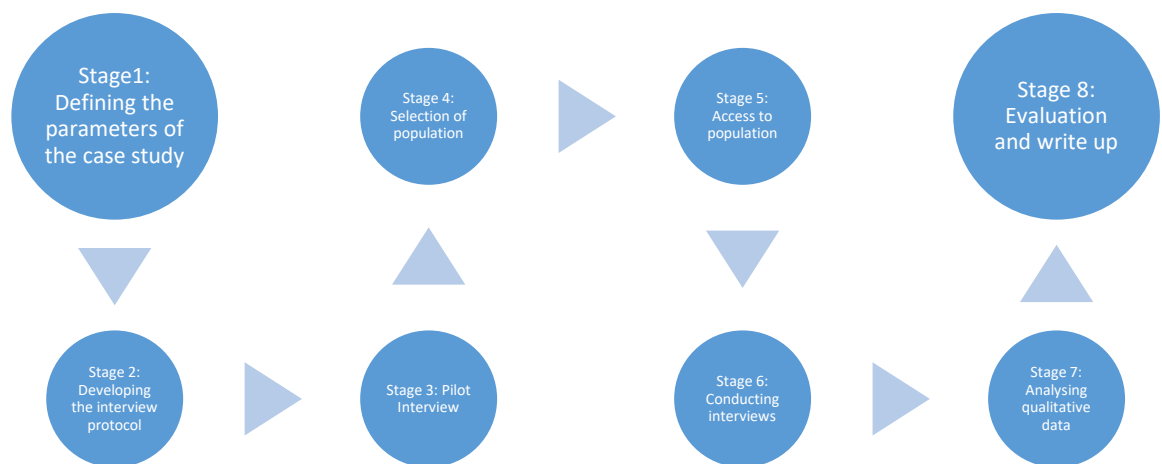 Stage1:
Defining the
parameters of
the case study
Stage 2:
Developing
the interview
protocol
Stage 3: Pilot
Interview
Stage 4:
Selection of
population
Stage 5:
Access to
population
Stage 6:
Conducting
interviews
Stage 7:
Analysing
qualitative
data
Stage 8:
Evaluation
and write up